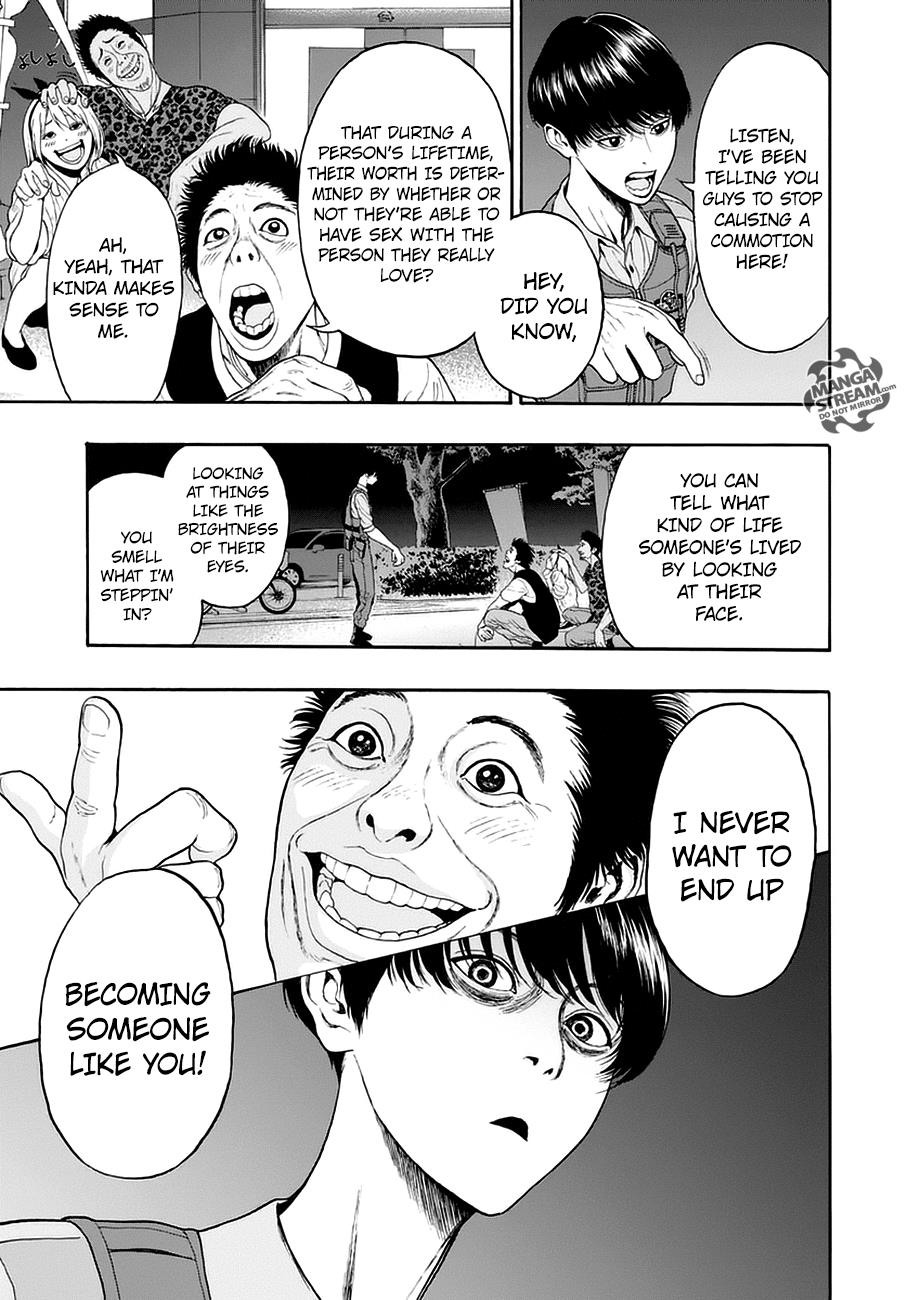 LISTEN,
I'VE BEEN
TELLING YOU
GUYS TO STOP
CAUSING A
COMMOTION
HERE!
HEY,
DID YOU
KNOW,
THAT DURING A
PERSON'S LIFETIME,
THEIR WORTH IS DETER-
MINED BY WHETHER OR
NOT THEY'RE ABLE TO
HAVE SEX WITH THE
PERSON THEY REALLY
LOVE?
よしよし
AH,
YEAH, THAT
KINDA MAKES
SENSE TO
ME.
MANGA
STREAM.com
DO NOT MIRROR
YOU CAN
TELL WHAT
KIND OF LIFE
SOMEONE'S LIVED
BY LOOKING
AT THEIR
FACE.
LOOKING
AT THINGS
LIKE THE
BRIGHTNESS
OF THEIR
EYES.
YOU
SMELL
WHAT I'M
STEPPIN'
IN?
I NEVER
WANT TO
END UP
BECOMING
SOMEONE
LIKE YOU!